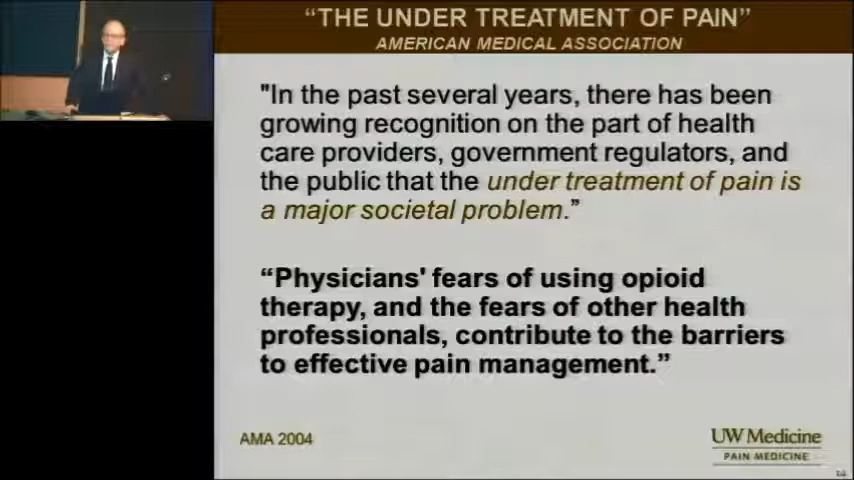 “THE UNDER TREATMENT OF PAIN”
AMERICAN MEDICAL ASSOCIATION
"In the past several years, there has been
growing recognition on the part of health
care providers, government regulators, and
the public that the under treatment of pain is
a major societal problem.”
“Physicians' fears of using opioid
therapy, and the fears of other health
professionals, contribute to the barriers
to effective pain management.”
AMA 2004
UW Medicine
PAIN MEDICINE